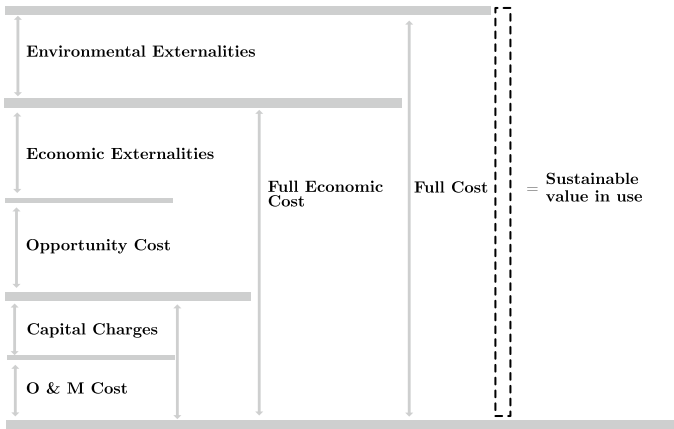 Environmental Externalities
Economic Externalities
Full Economic
Cost
Full Cost
= Sustainable
value in use
Opportunity Cost
Capital Charges
O & M Cost